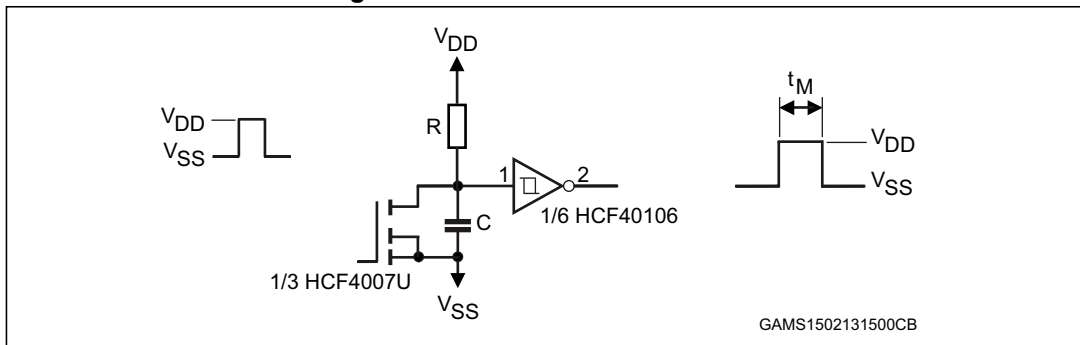 V_DD
V_DD
V_SS
R
1
2
1/6 HCF40106
C
1/3 HCF4007U
V_SS
t_M
V_DD
V_SS
GAMS1502131500CB